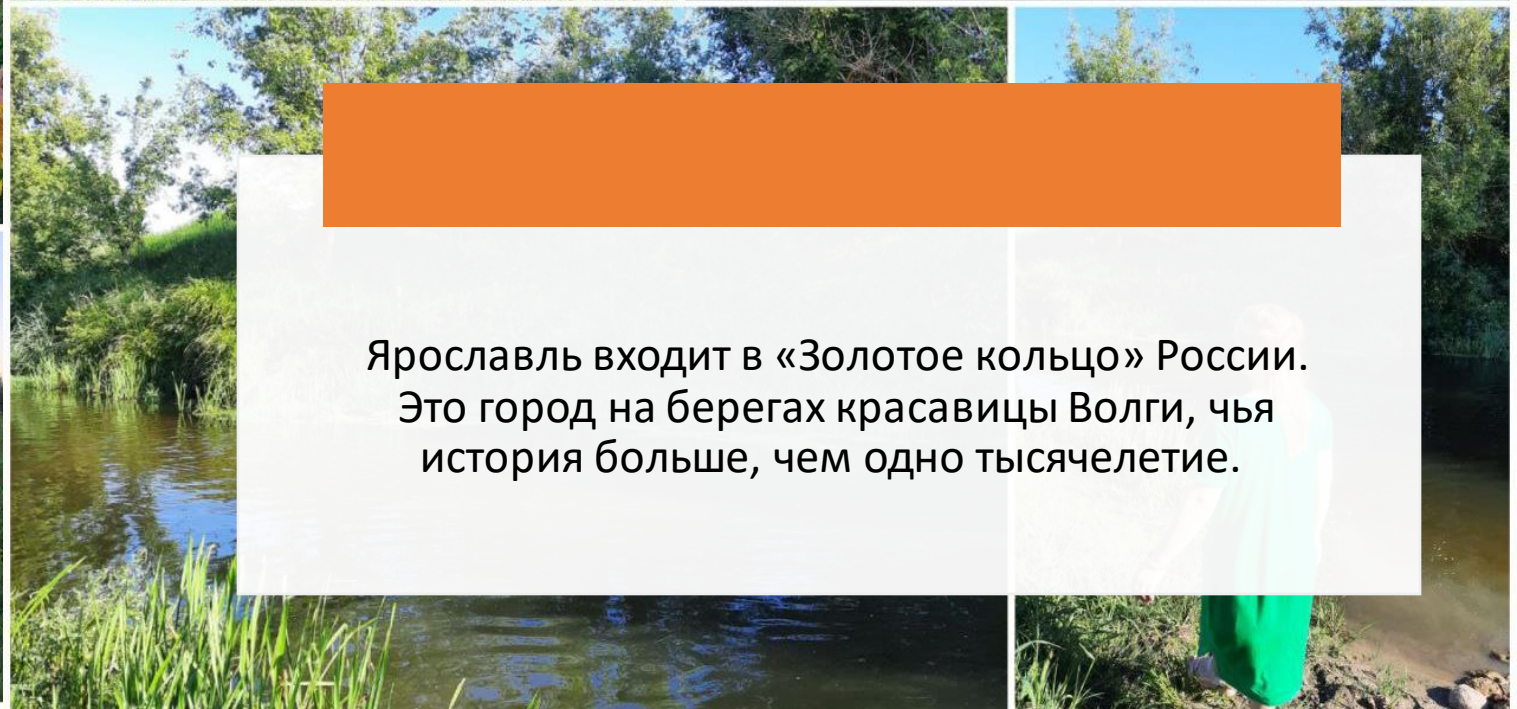 Ярославль входит в «Золотое кольцо» России.
Это город на берегах красавицы Волги, чья
история больше, чем одно тысячелетие.